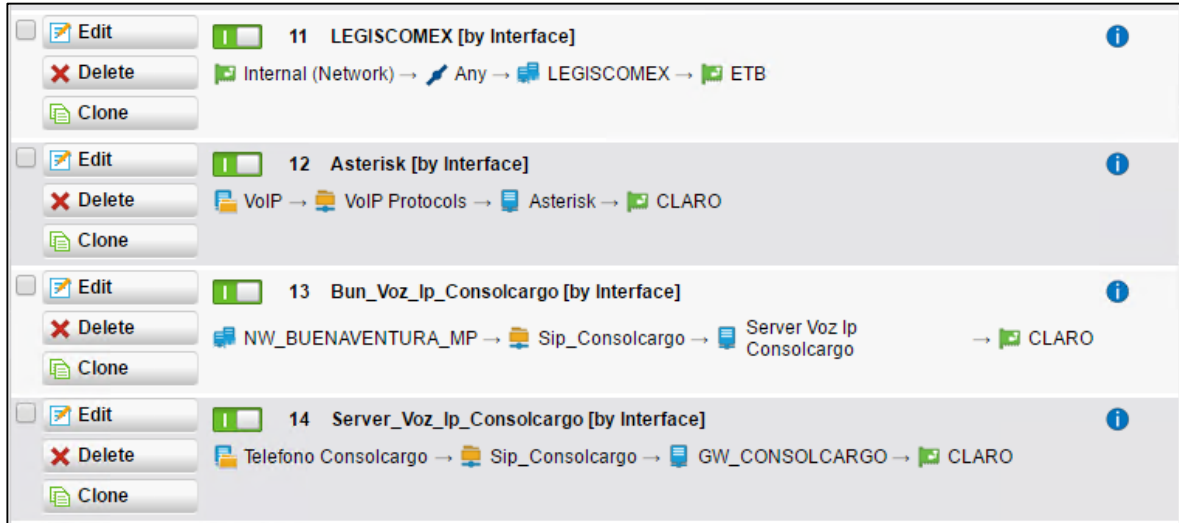 Edit 11 LEGISCOMEX [by Interface]
Delete Internal (Network) → Any → LEGISCOMEX → ETB
Clone
Edit 12 Asterisk [by Interface]
Delete VoIP → VoIP Protocols → Asterisk → CLARO
Clone
Edit 13 Bun_Voz_Ip_Consolcargo [by Interface]
Delete NW_BUENAVENTURA_MP → Sip_Consolcargo → Server Voz Ip
Consolcargo → CLARO
Clone
Edit 14 Server_Voz_Ip_Consolcargo [by Interface]
Delete Telefono Consolcargo → Sip_Consolcargo → GW_CONSOLCARGO → CLARO
Clone